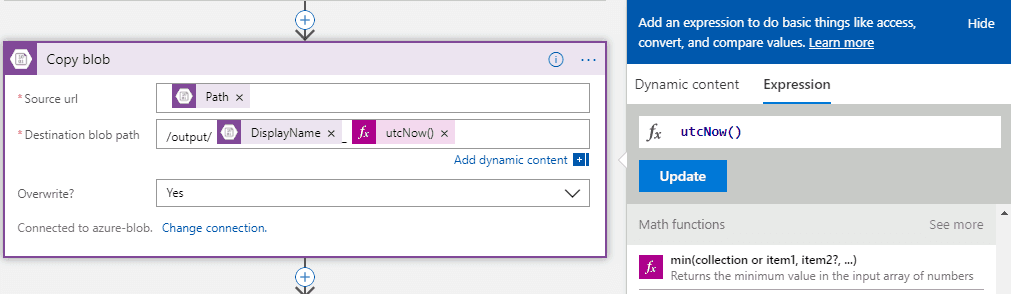 Copy blob
* Source url
Path ×
* Destination blob path
/output/ DisplayName × _ fx utcNow() ×
Add dynamic content
Overwrite?
Yes
Connected to azure-blob. Change connection.
Add an expression to do basic things like access,
convert, and compare values. Learn more
Hide
Dynamic content
Expression
fx utcNow()
Update
Math functions
See more
fx min(collection or item1, item2?, ...)
Returns the minimum value in the input array of numbers